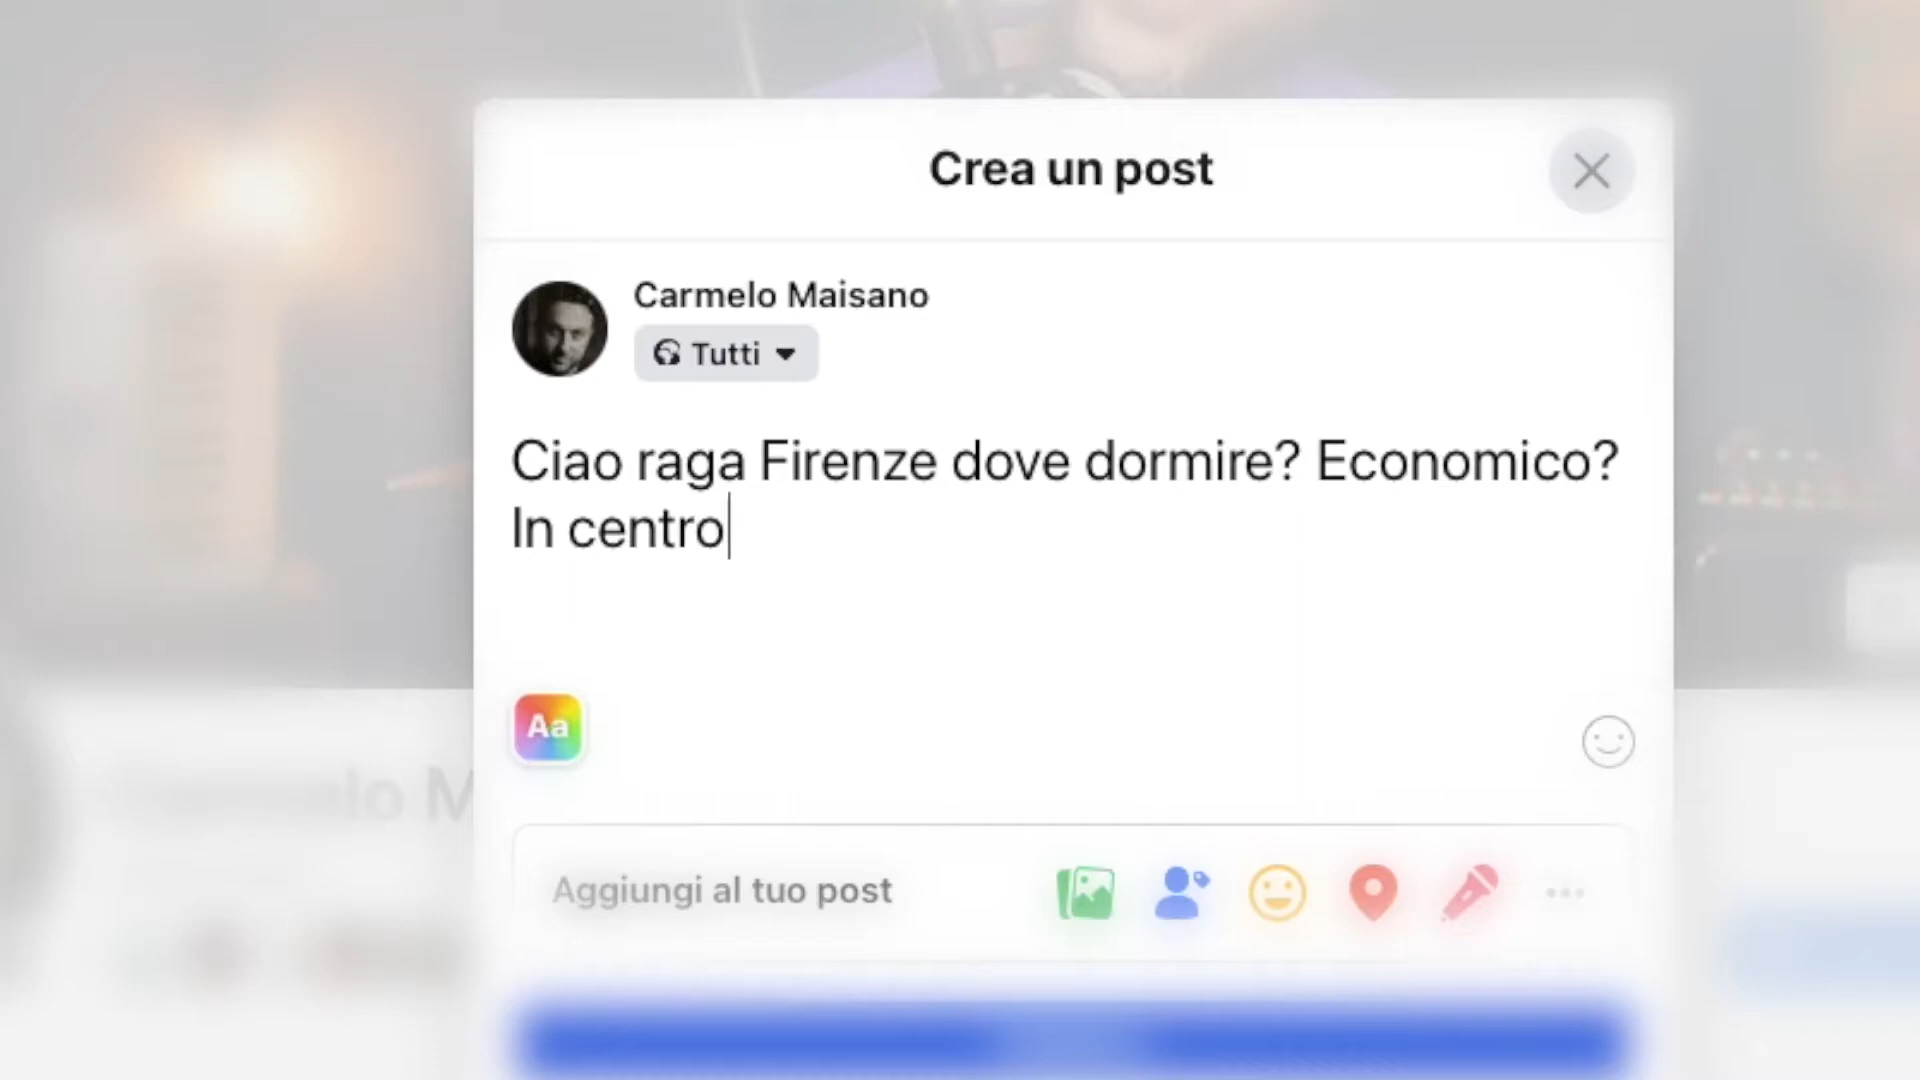 Crea un post
Carmelo Maisano
Tutti
Ciao raga Firenze dove dormire? Economico?
In centro
Aa
Aggiungi al tuo post